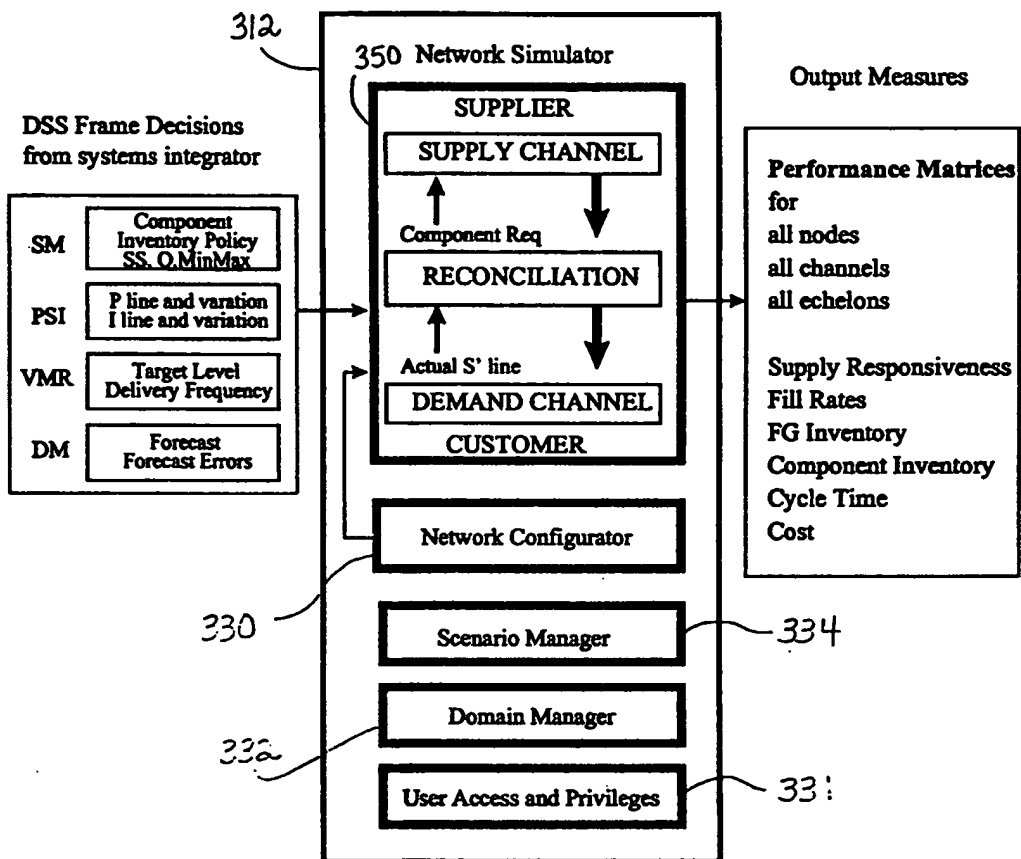 312
Network Simulator
350
SUPPLIER
SUPPLY CHANNEL
Component Req
RECONCILIATION
Actual S' line
DEMAND CHANNEL
CUSTOMER
Network Configurator
330
Scenario Manager
334
Domain Manager
332
User Access and Privileges
DSS Frame Decisions
from systems integrator
SM
Component
Inventory Policy
SS, Q,MinMax
PSI
P line and varation
I line and variation
VMR
Target Level
Delivery Frequency
DM
Forecast
Forecast Errors
Output Measures
Performance Matrices
for
all nodes
all channels
all echelons
Supply Responsiveness
Fill Rates
FG Inventory
Component Inventory
Cycle Time
Cost